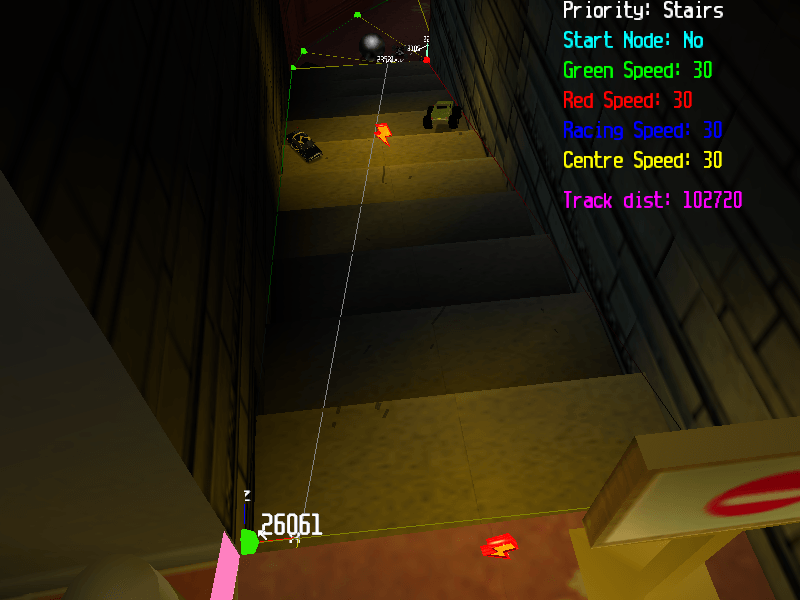 Priority: Stairs
Start Node: No
Green Speed: 30
Red Speed: 30
Racing Speed: 30
Centre Speed: 30
Track dist: 102720
Z
26061